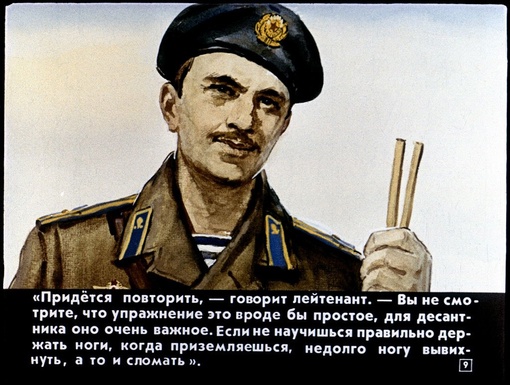 «Придётся повторить, — говорит лейтенант. — Вы не смо-
трите, что упражнение это вроде бы простое, для десант-
ника оно очень важное. Если не научишься правильно дер-
жать ноги, когда приземляешься, недолго ногу вывих-
нуть, а то и сломать».
9